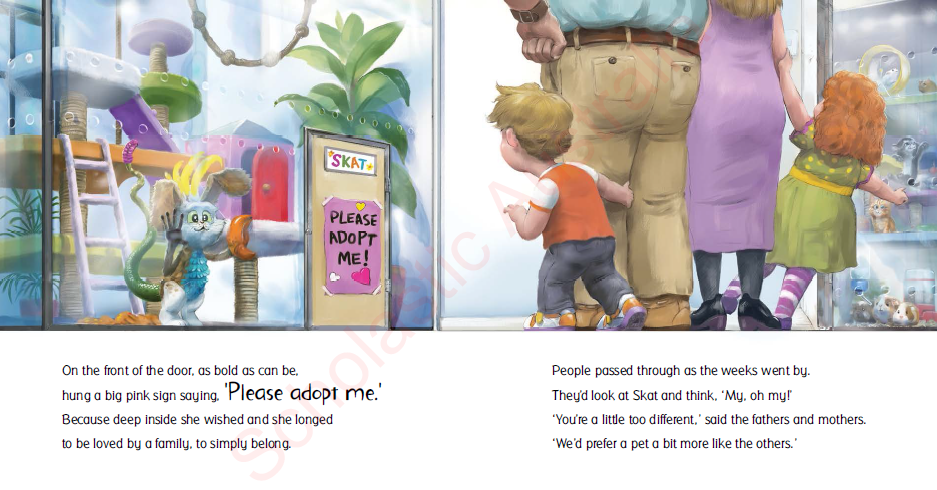 SKAT
PLEASE
ADOPT
ME!
On the front of the door, as bold as can be,
hung a big pink sign saying, 'Please adopt me.'
Because deep inside she wished and she longed
to be loved by a family, to simply belong.
People passed through as the weeks went by.
They'd look at Skat and think, 'My, oh my!'
'You're a little too different,' said the fathers and mothers.
'We'd prefer a pet a bit more like the others.'